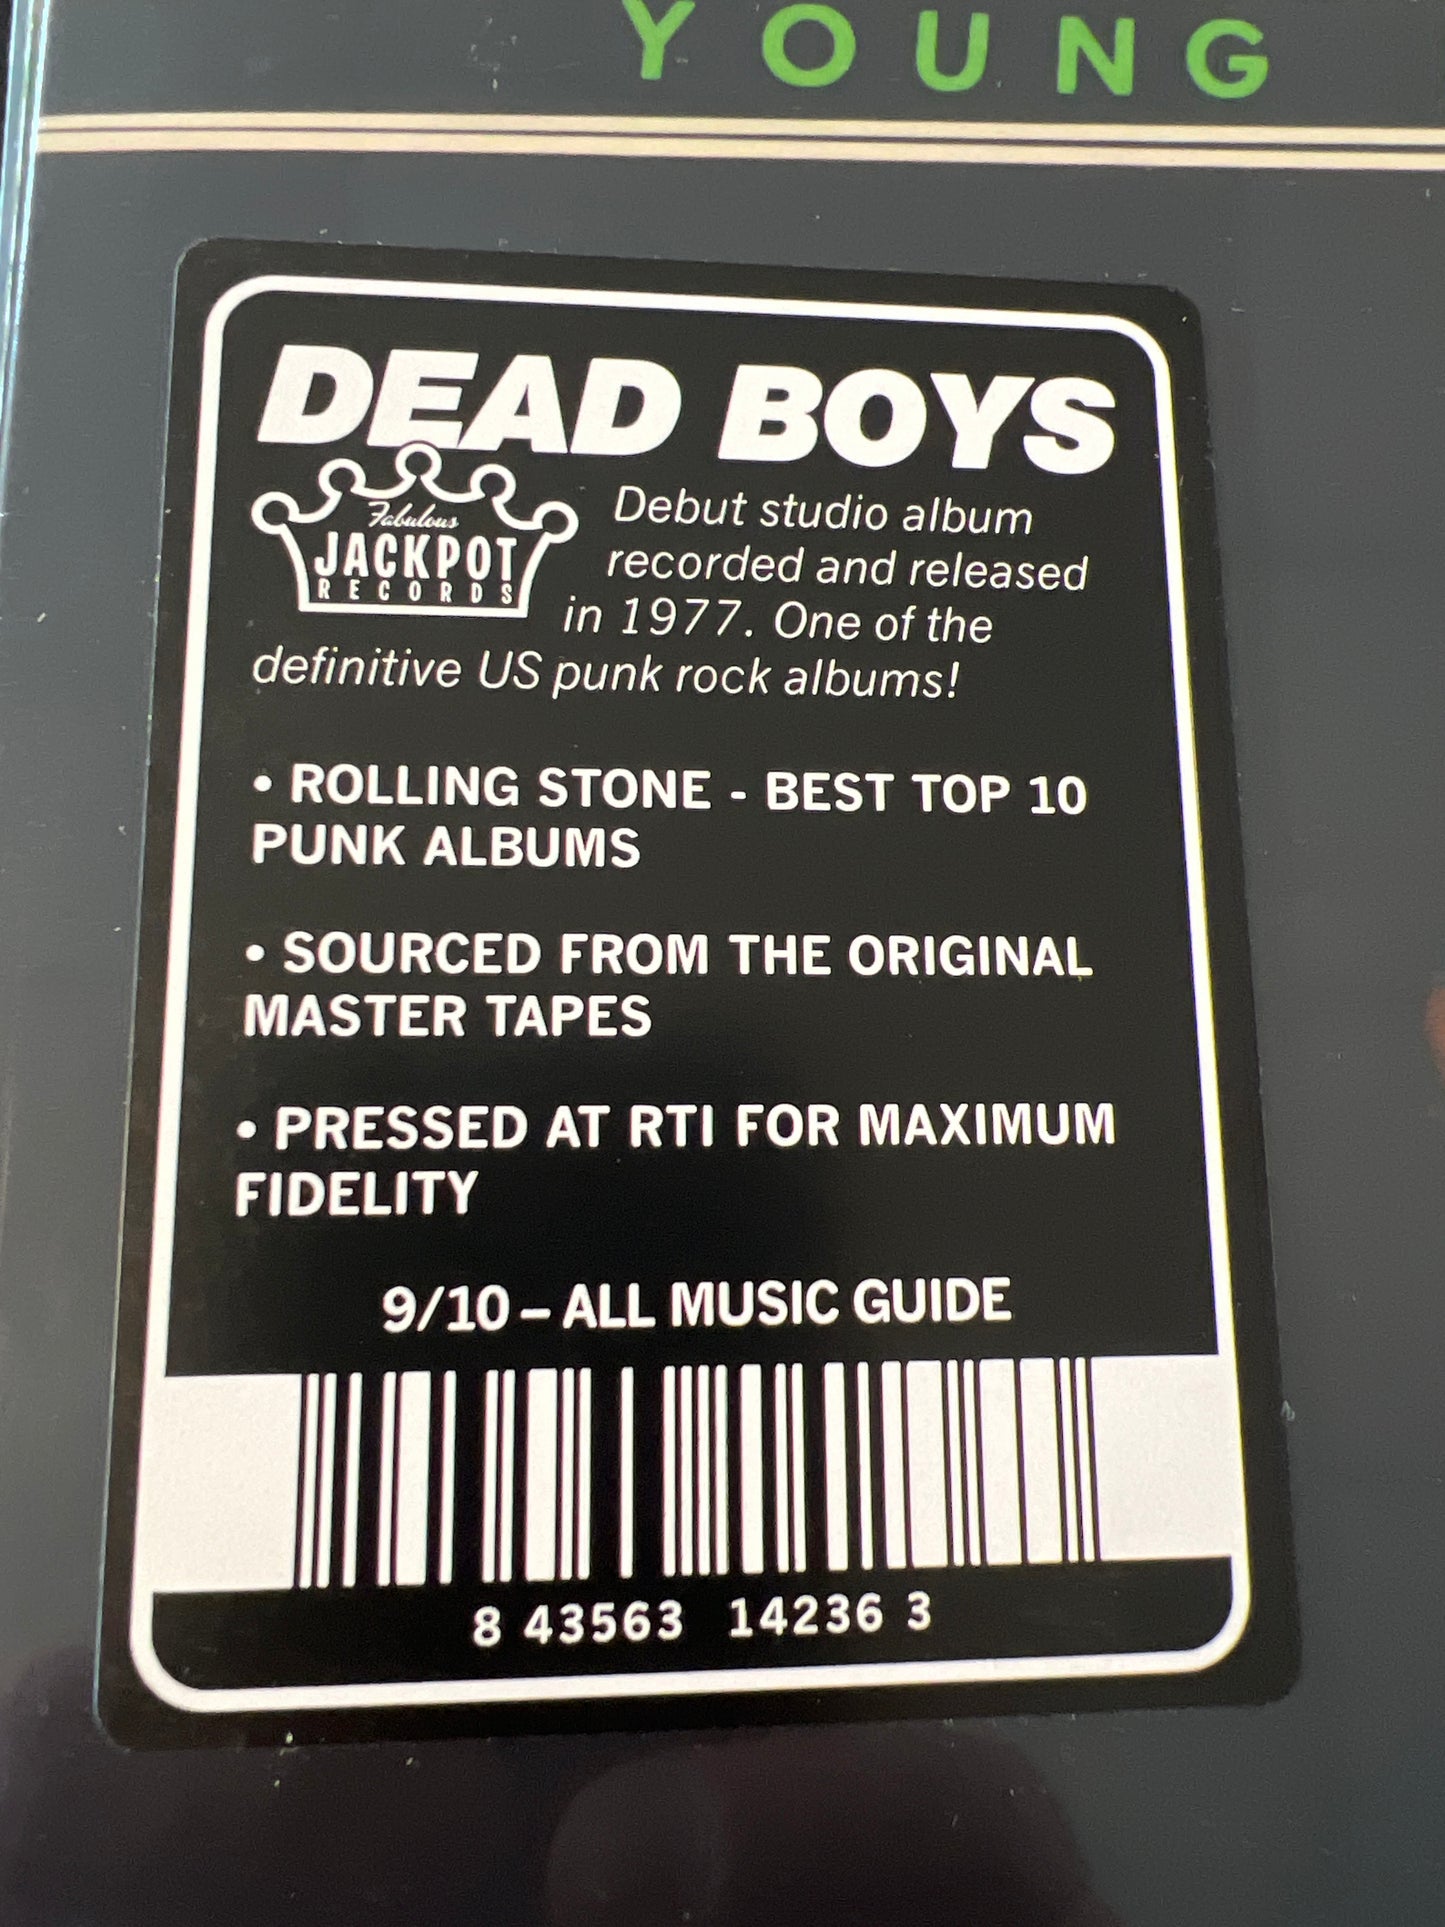 YOUNG
DEAD BOYS
Fabulous
JACKPOT
RECORDS
Debut studio album
recorded and released
in 1977. One of the
definitive US punk rock albums!
• ROLLING STONE - BEST TOP 10
PUNK ALBUMS
• SOURCED FROM THE ORIGINAL
MASTER TAPES
• PRESSED AT RTI FOR MAXIMUM
FIDELITY
9/10 – ALL MUSIC GUIDE
8 43563 14236 3